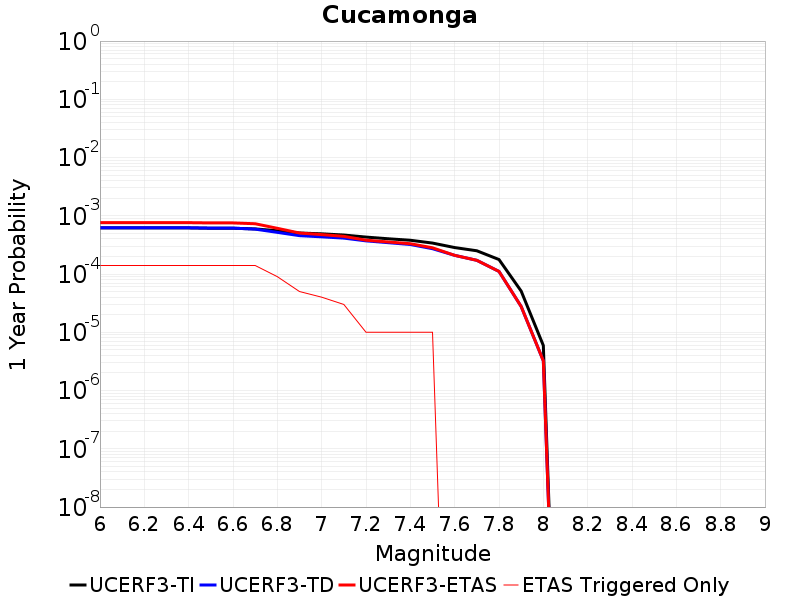 Cucamonga
1 Year Probability
10^0
10^-1
10^-2
10^-3
10^-4
10^-5
10^-6
10^-7
10^-8
6 6.2 6.4 6.6 6.8 7 7.2 7.4 7.6 7.8 8 8.2 8.4 8.6 8.8 9
Magnitude
UCERF3-TI UCERF3-TD UCERF3-ETAS ETAS Triggered Only